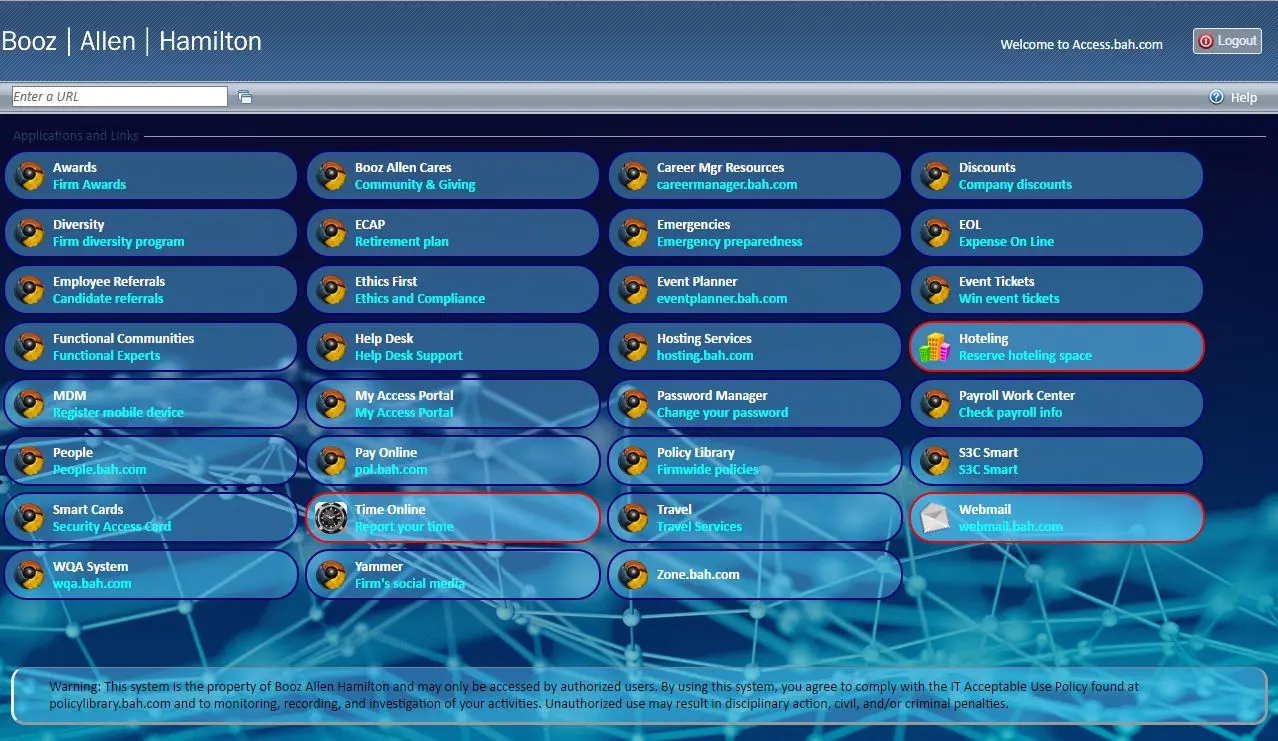 Booz | Allen | Hamilton
Welcome to Access.bah.com
Logout
Enter a URL
Help
Applications and Links
Awards
Firm Awards
Booz Allen Cares
Community & Giving
Career Mgr Resources
careermanager.bah.com
Discounts
Company discounts
Diversity
Firm diversity program
ECAP
Retirement plan
Emergencies
Emergency preparedness
EOL
Expense On Line
Employee Referrals
Candidate referrals
Ethics First
Ethics and Compliance
Event Planner
eventplanner.bah.com
Event Tickets
Win event tickets
Functional Communities
Functional Experts
Help Desk
Help Desk Support
Hosting Services
hosting.bah.com
Hoteling
Reserve hoteling space
MDM
Register mobile device
My Access Portal
My Access Portal
Password Manager
Change your password
Payroll Work Center
Check payroll info
People
People.bah.com
Pay Online
pol.bah.com
Policy Library
Firmwide policies
S3C Smart
S3C Smart
Smart Cards
Security Access Card
Time Online
Report your time
Travel
Travel Services
Webmail
webmail.bah.com
WQA System
wqa.bah.com
Yammer
Firm's social media
Zone.bah.com
Warning: This system is the property of Booz Allen Hamilton and may only be accessed by authorized users. By using this system, you agree to comply with the IT Acceptable Use Policy found at
policylibrary.bah.com and to monitoring, recording, and investigation of your activities. Unauthorized use may result in disciplinary action, civil, and/or criminal penalties.